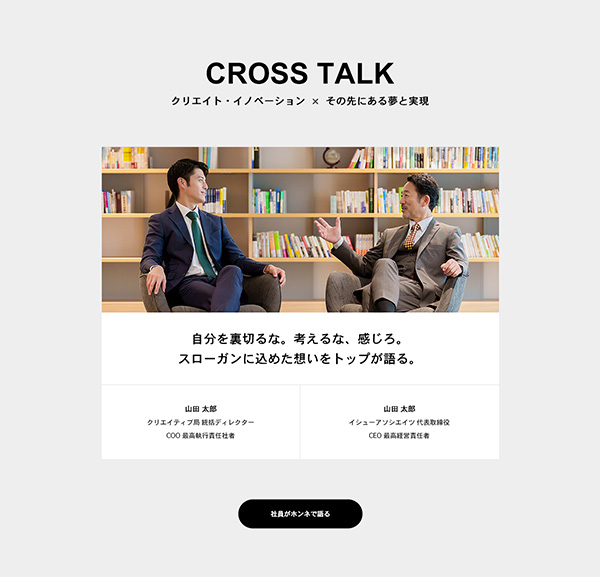 CROSS TALK
クリエイト・イノベーション × その先にある夢と実現
自分を裏切るな。考えるな、感じろ。
スローガンに込めた想いをトップが語る。
山田 太郎
クリエイティブ局 統括ディレクター
COO 最高執行責任社者
山田 太郎
イシューアソシエイツ 代表取締役
CEO 最高経営責任者
社員がホンネで語る